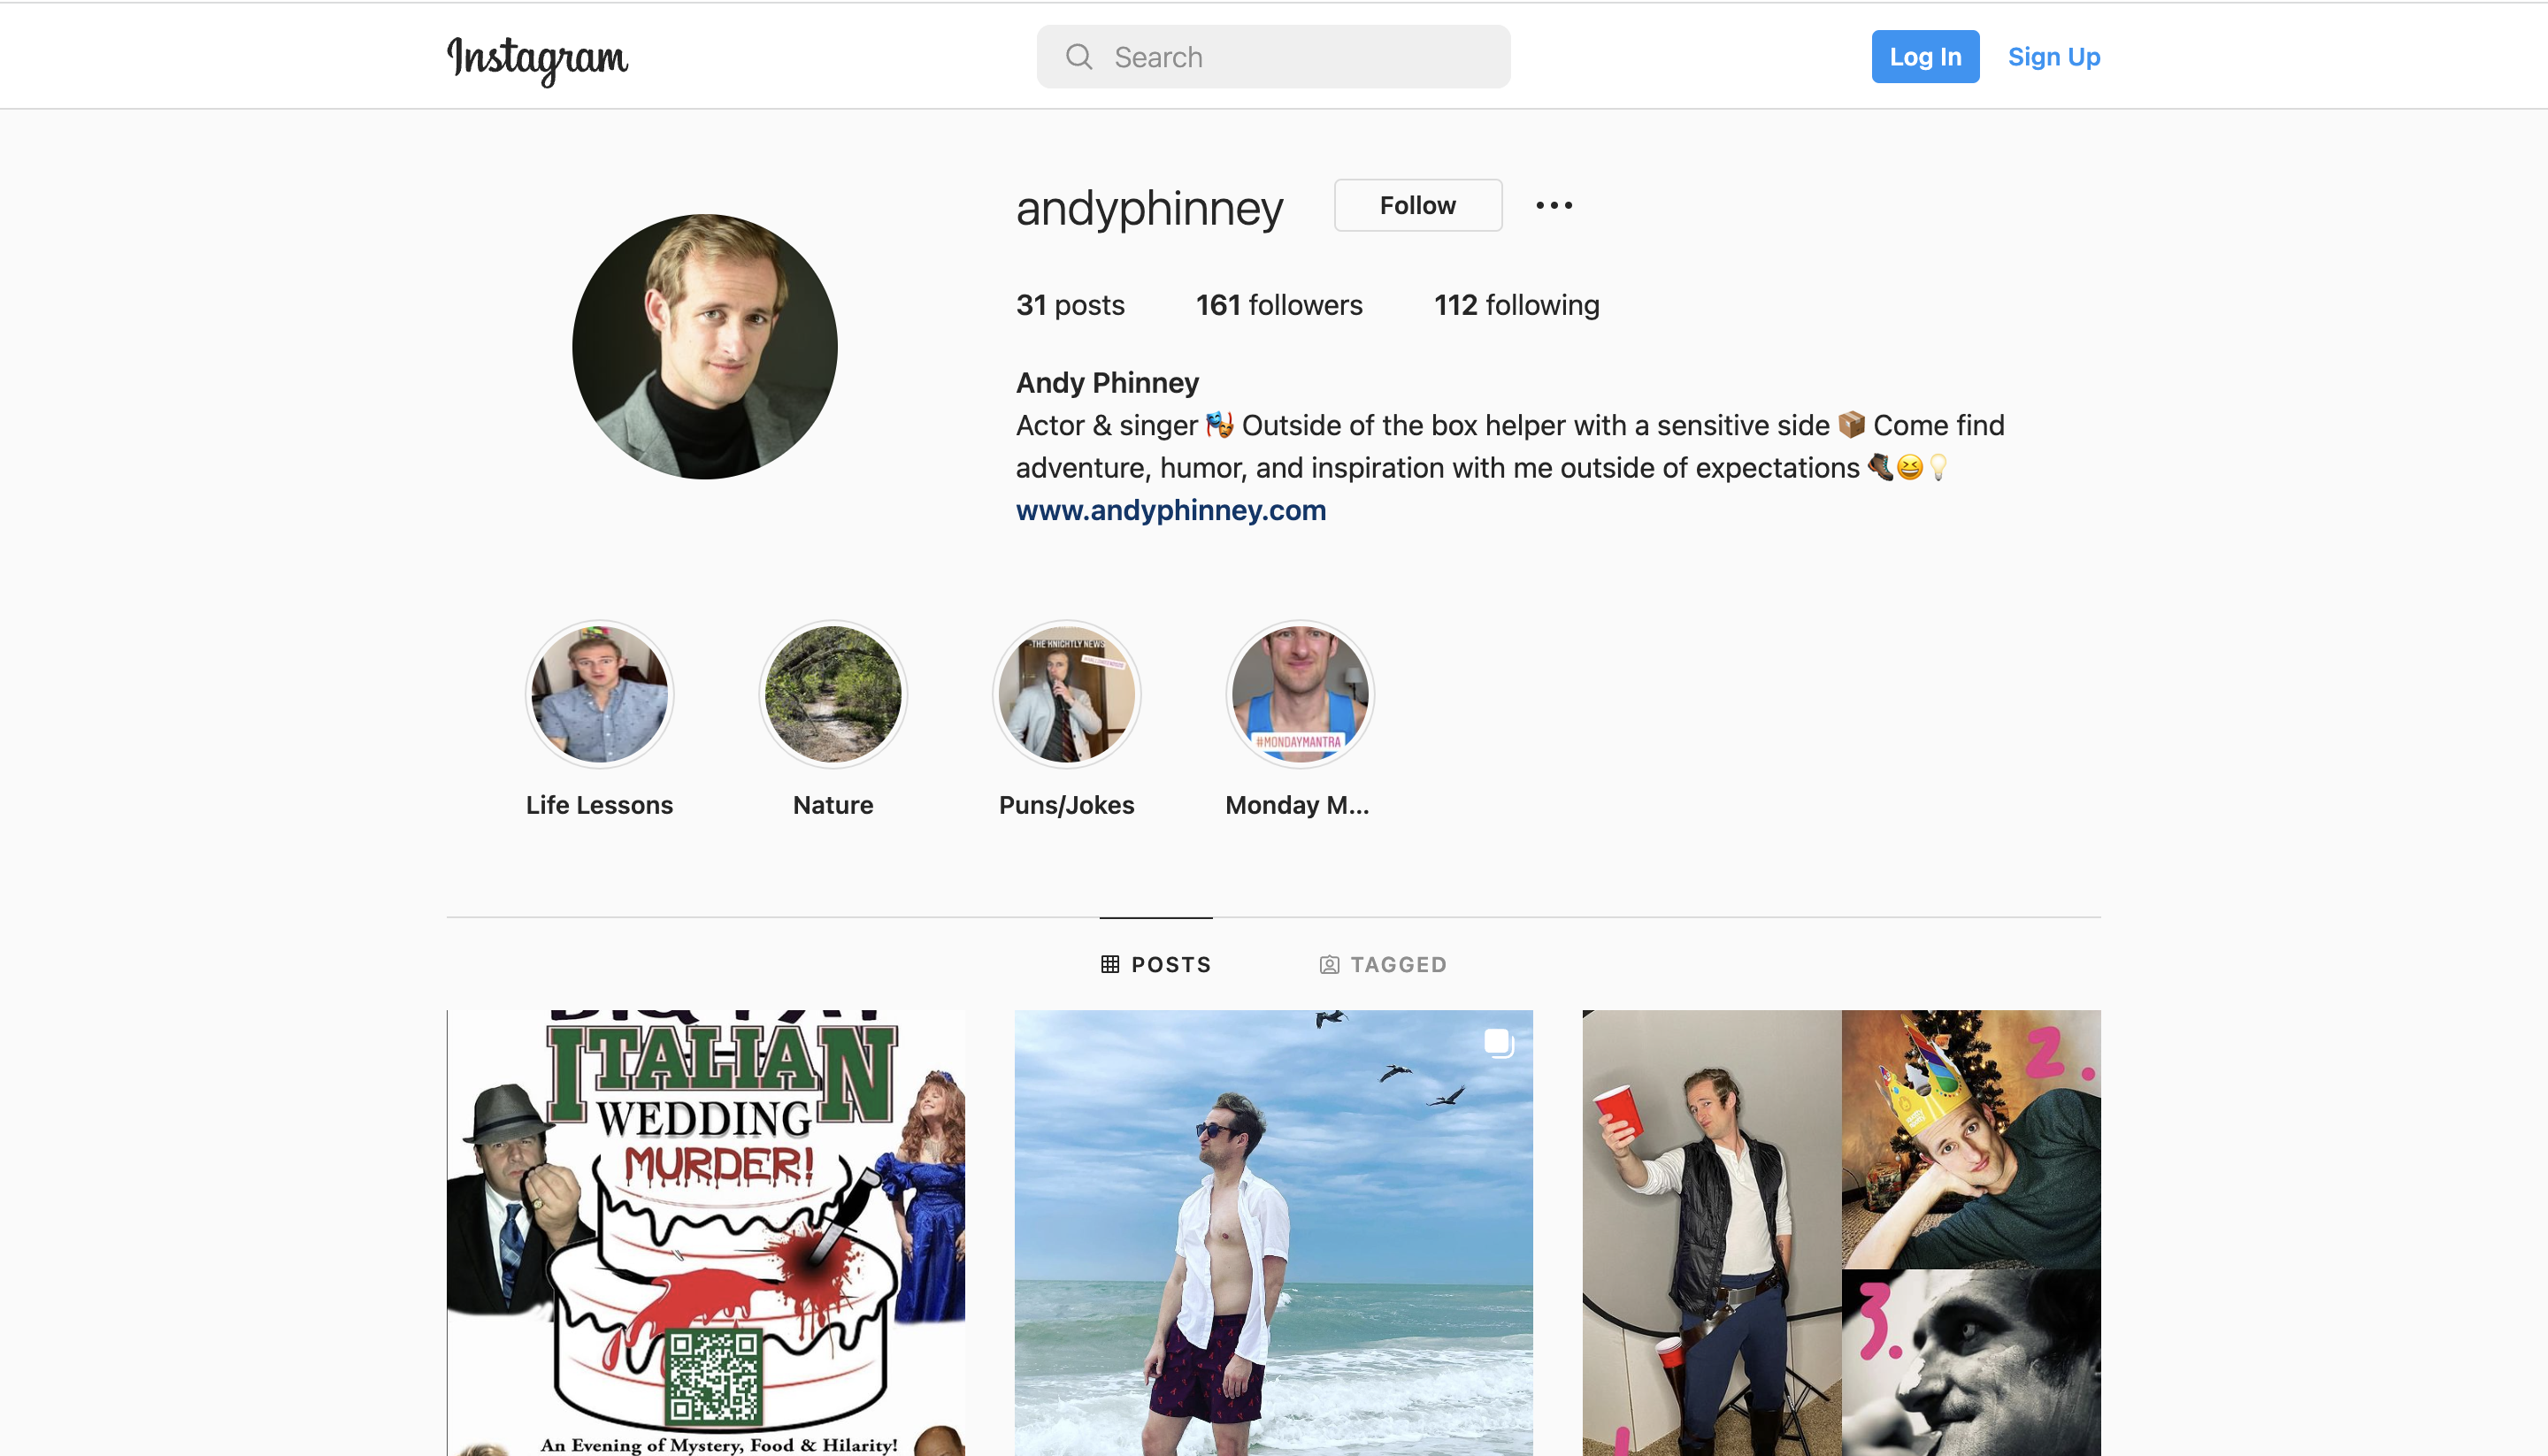 Instagram
Search
Log In
Sign Up
andyphinney
Follow
31 posts 161 followers 112 following
Andy Phinney
Actor & singer 🎭 Outside of the box helper with a sensitive side 📦 Come find
adventure, humor, and inspiration with me outside of expectations 🥾😆💡
www.andyphinney.com
-THE KNIGHTLY NEWS
#MONDAYMANTRA
Life Lessons
Nature
Puns/Jokes
Monday M...
POSTS
TAGGED
BIG FAT
ITALIAN
WEDDING
MURDER!
An Evening of Mystery, Food & Hilarity!
2.
3.